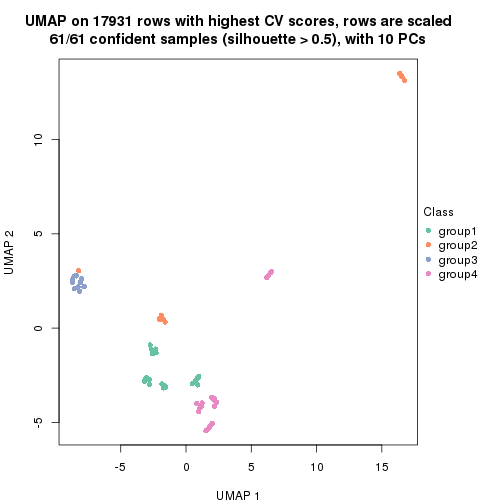 UMAP on 17931 rows with highest CV scores, rows are scaled
61/61 confident samples (silhouette > 0.5), with 10 PCs
10
5
0
-5
UMAP 2
-5
0
5
10
15
UMAP 1
Class
group1
group2
group3
group4